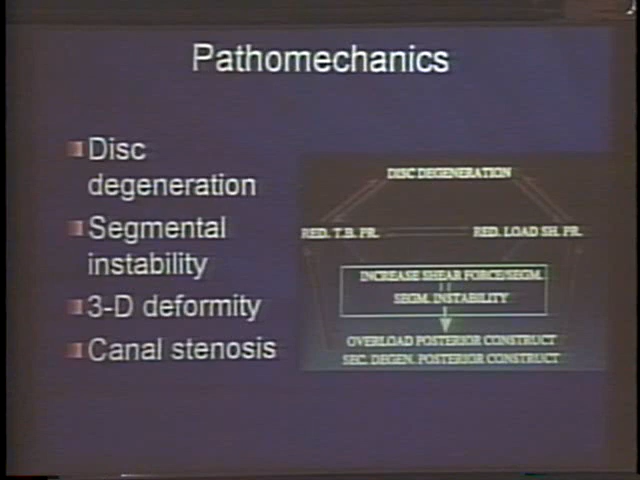 Pathomechanics
Disc
degeneration
Segmental
instability
3-D deformity
Canal stenosis
DISC DEGENERATION
RED. T.B. PR.
RED. LOAD SH. PR.
INCREASE SHEAR FORCE/SEGM.
SEGM. INSTABILITY
OVERLOAD POSTERIOR CONSTRUCT
SEC. DEGEN. POSTERIOR CONSTRUCT